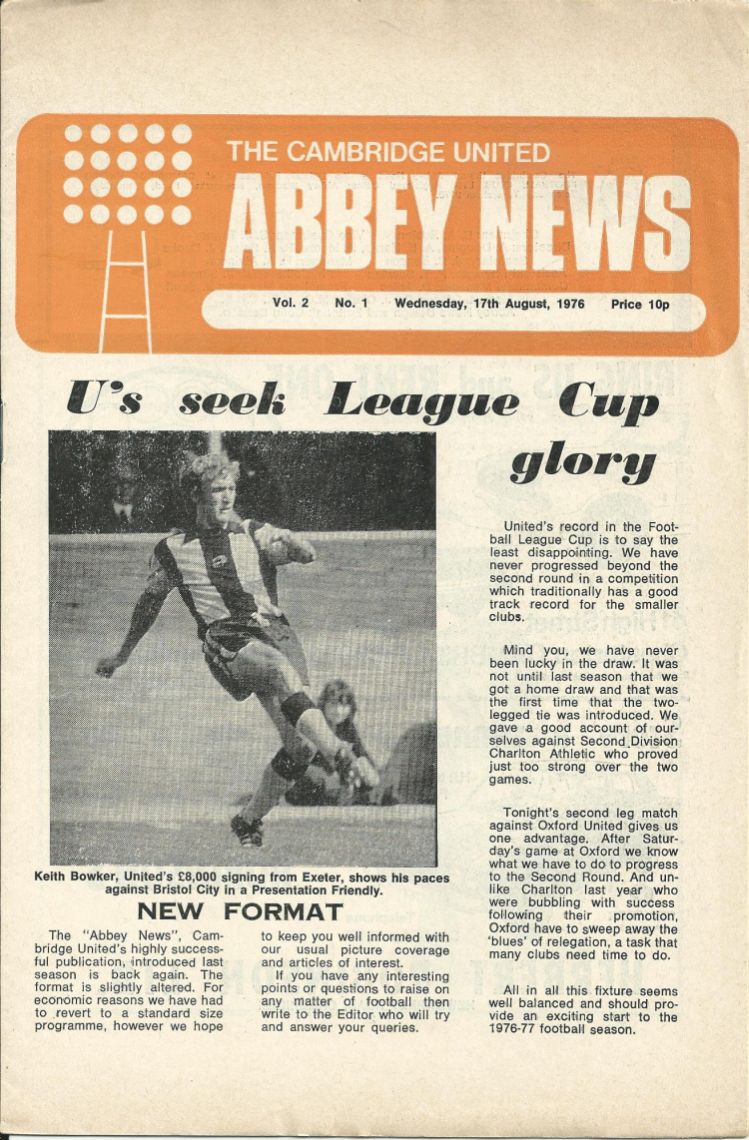 THE CAMBRIDGE UNITED
ABBEY NEWS
Vol. 2 No. 1 Wednesday, 17th August, 1976 Price 10p
U's seek League Cup
glory
United's record in the Foot-
ball League Cup is to say the
least disappointing. We have
never progressed beyond the
second round in a competition
which traditionally has a good
track record for the smaller
clubs.
Mind you, we have never
been lucky in the draw. It was
not until last season that we
got a home draw and that was
the first time that the two-
legged tie was introduced. We
gave a good account of our-
selves against Second Division
Charlton Athletic who proved
just too strong over the two
games.
Tonight's second leg match
against Oxford United gives us
one advantage. After Satur-
day's game at Oxford we know
what we have to do to progress
to the Second Round. And un-
like Charlton last year who
were bubbling with success
following their promotion,
Oxford have to sweep away the
'blues' of relegation, a task that
many clubs need time to do.
All in all this fixture seems
well balanced and should pro-
vide an exciting start to the
1976-77 football season.
Keith Bowker, United's £8,000 signing from Exeter, shows his paces
against Bristol City in a Presentation Friendly.
NEW FORMAT
The "Abbey News", Cam-
bridge United's highly success-
ful publication, introduced last
season is back again. The
format is slightly altered. For
economic reasons we have had
to revert to a standard size
programme, however we hope
to keep you well informed with
our usual picture coverage
and articles of interest.
If you have any interesting
points or questions to raise on
any matter of football then
write to the Editor who will try
and answer your queries.